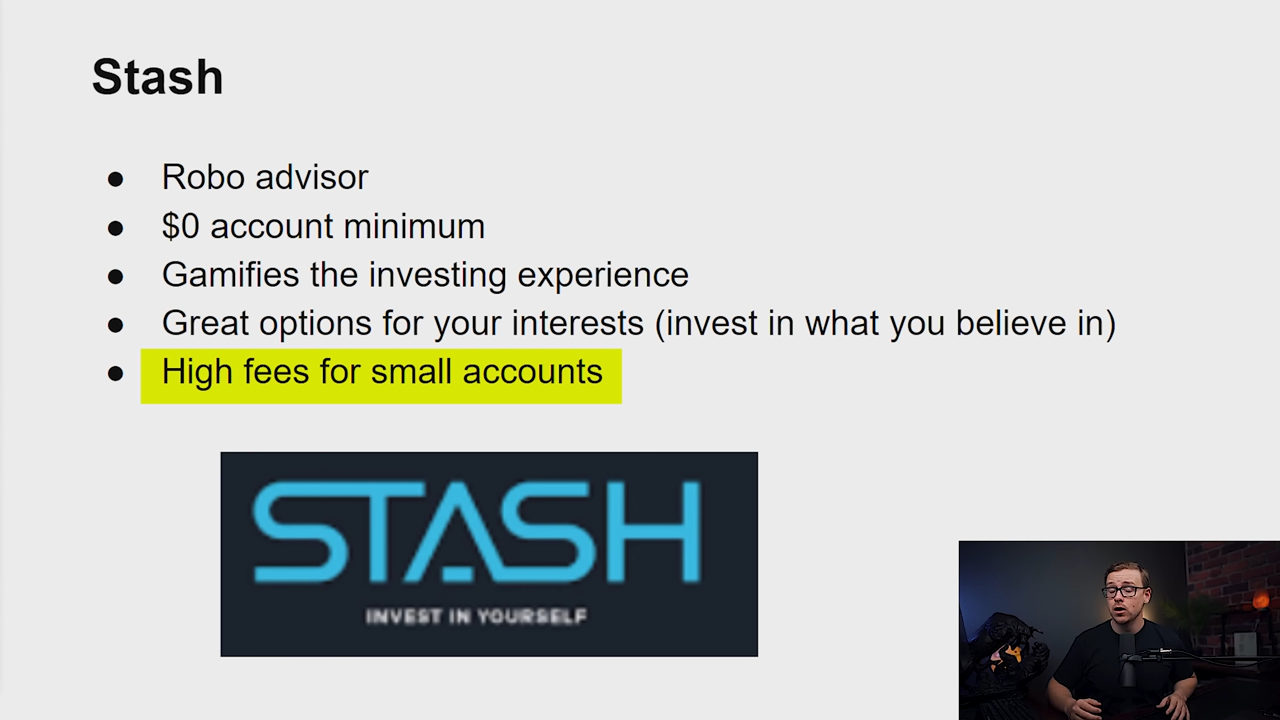 Stash
● Robo advisor
● $0 account minimum
● Gamifies the investing experience
● Great options for your interests (invest in what you believe in)
● High fees for small accounts
STASH
INVEST IN YOURSELF